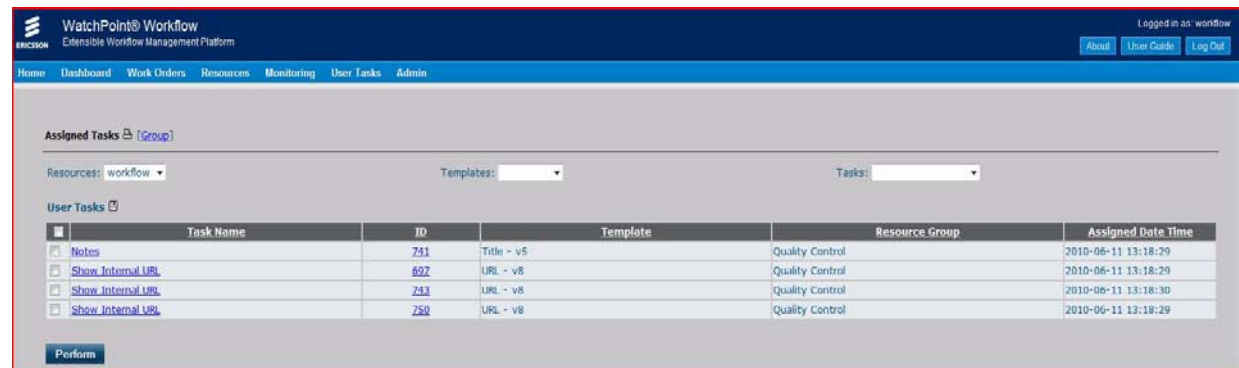 WatchPoint® Workflow
Extensible Workflow Management Platform
ERICSSON
Logged in as: workflow
About User Guide Log Out
Home Dashboard Work Orders Resources Monitoring User Tasks Admin
Assigned Tasks [Group]
Resources: workflow Templates: Tasks:
User Tasks
Task Name ID Template Resource Group Assigned Date Time
Notes 741 Title - v5 Quality Control 2010-06-11 13:18:29
Show Internal URL 697 URL - v8 Quality Control 2010-06-11 13:18:29
Show Internal URL 743 URL - v8 Quality Control 2010-06-11 13:18:30
Show Internal URL 750 URL - v8 Quality Control 2010-06-11 13:18:29
Perform